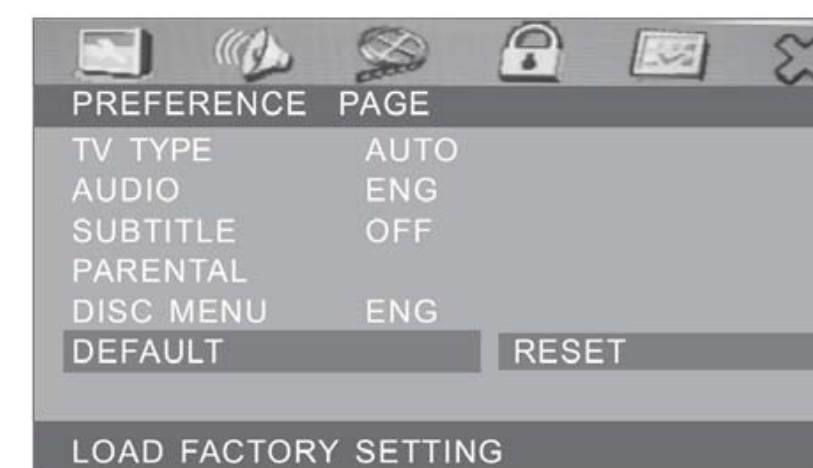 PREFERENCE PAGE
TV TYPE AUTO
AUDIO ENG
SUBTITLE OFF
PARENTAL
DISC MENU ENG
DEFAULT RESET
LOAD FACTORY SETTING